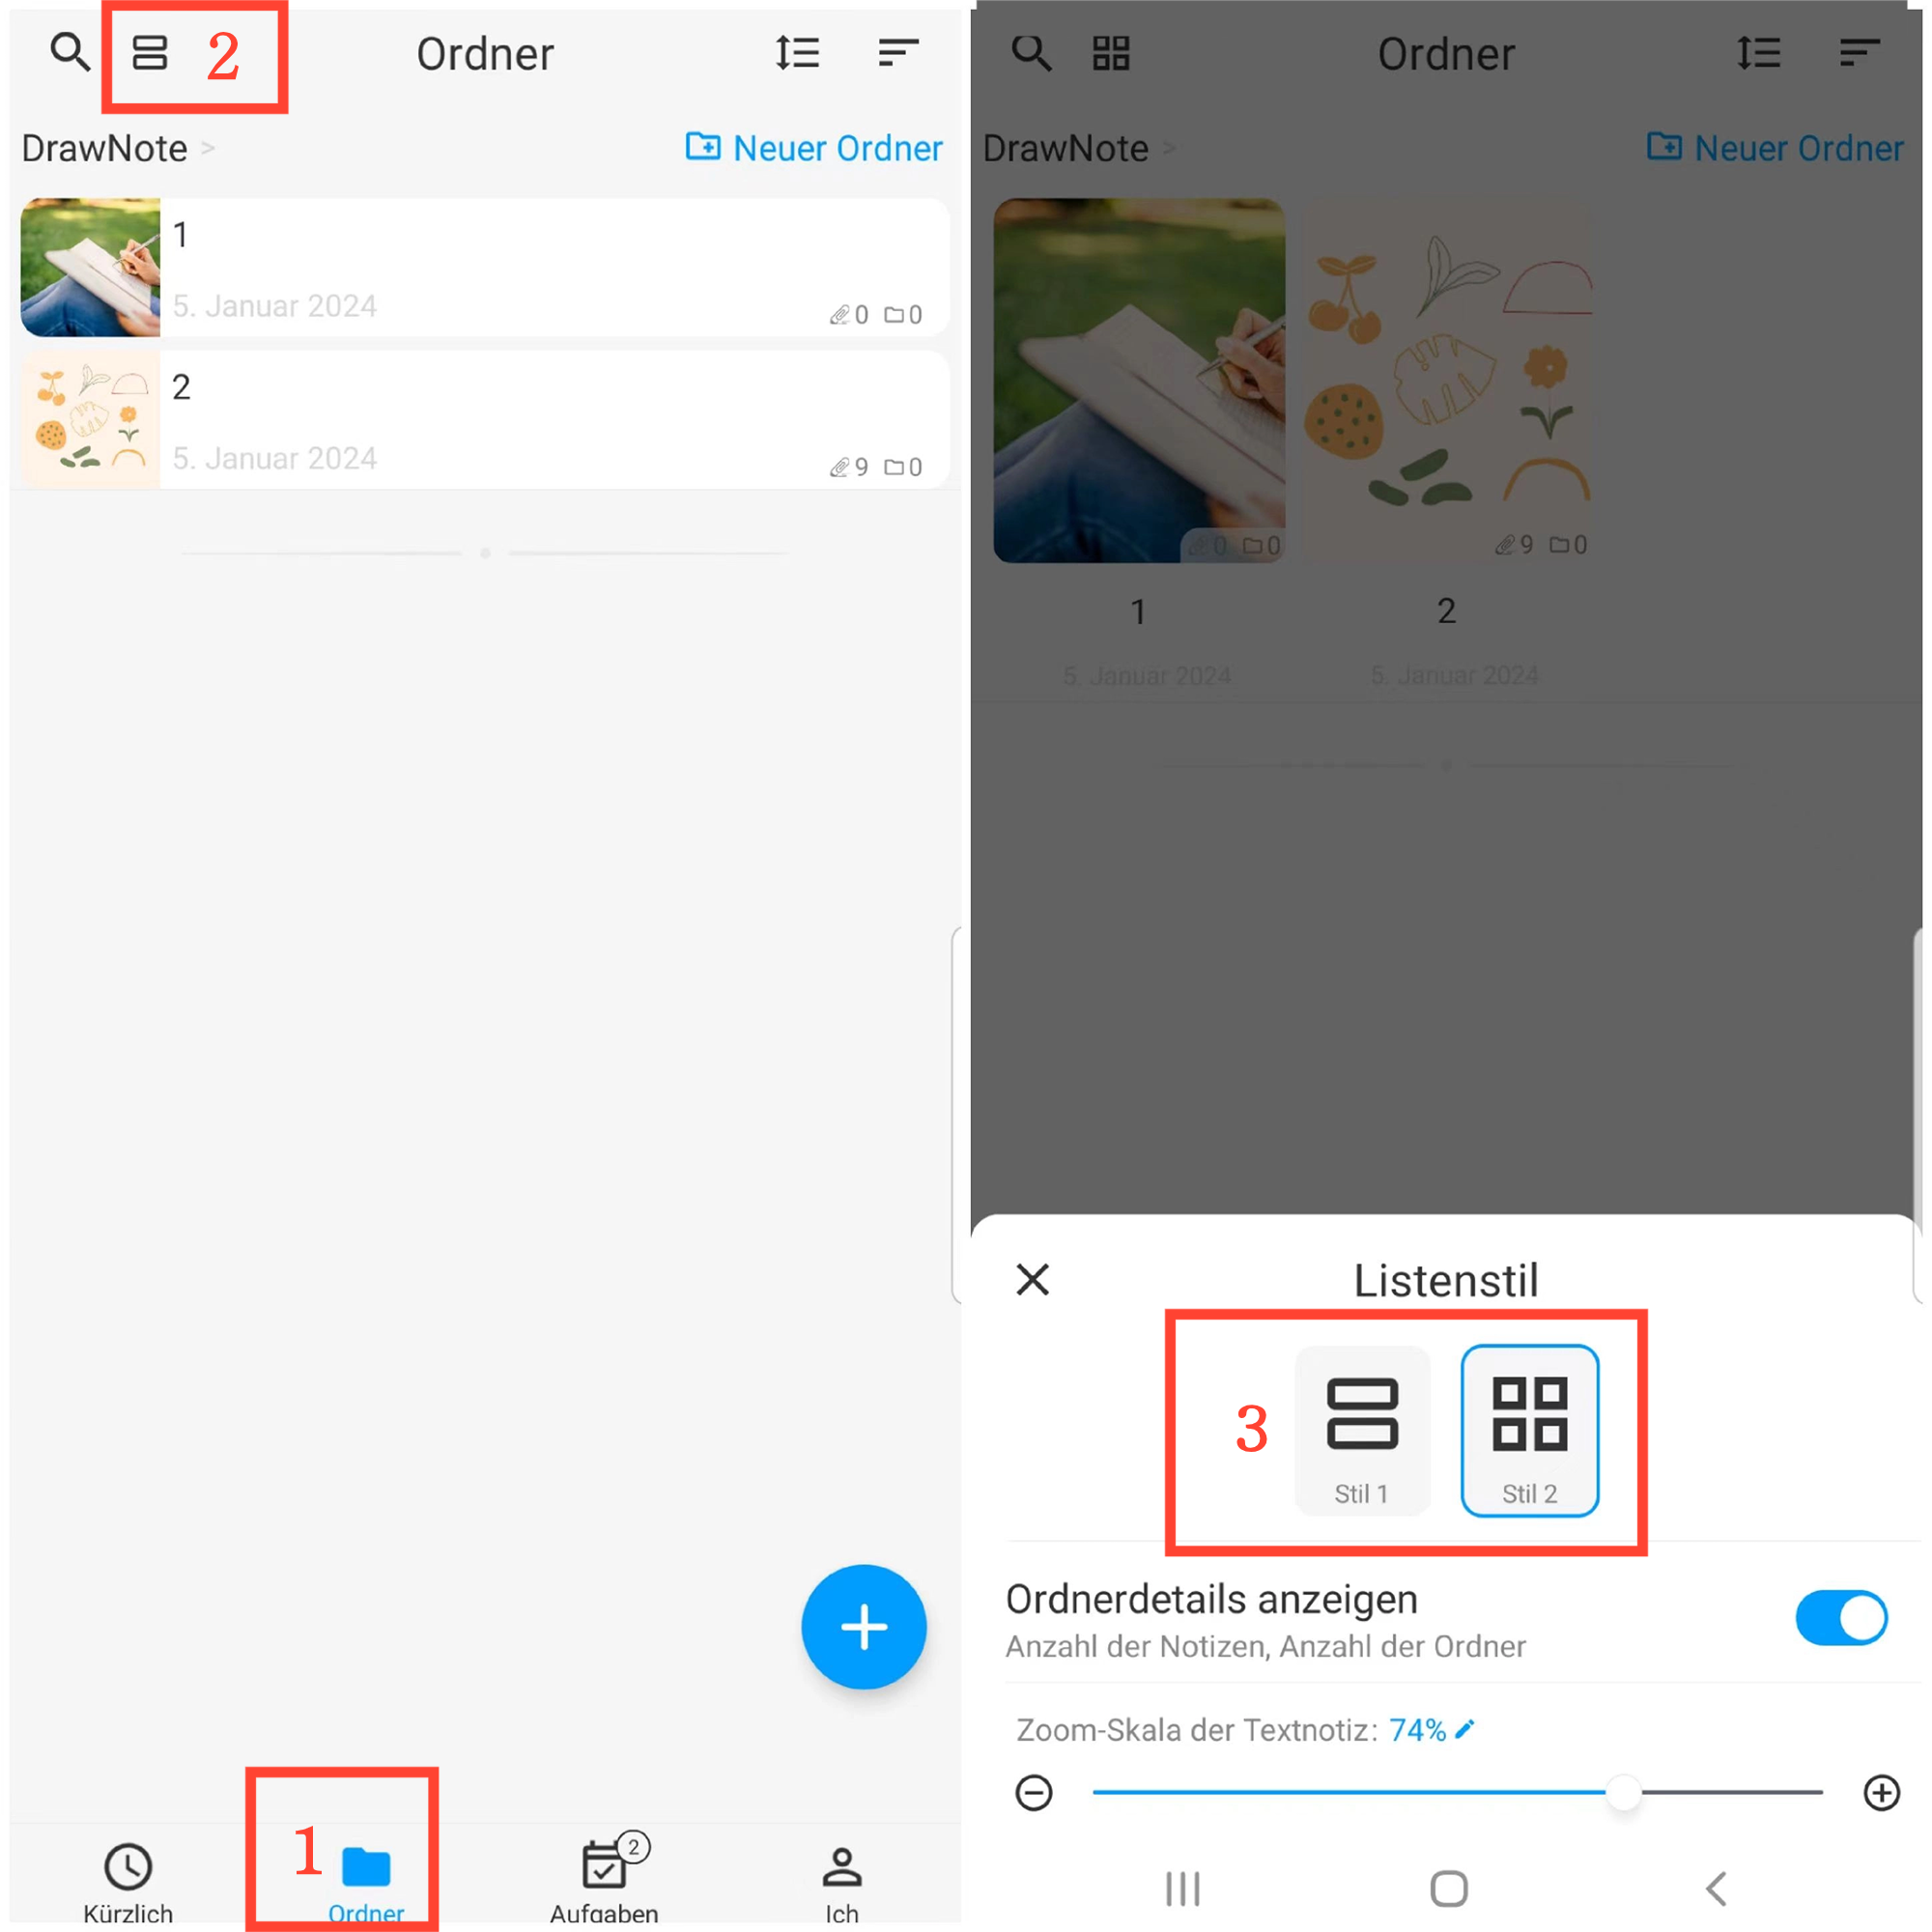 2
Ordner
DrawNote >
Neuer Ordner
1
5. Januar 2024
0 0
2
5. Januar 2024
9 0
1
Kürzlich
Ordner
2
Aufgaben
Ich
Ordner
DrawNote >
Neuer Ordner
0 0
9 0
1
2
5. Januar 2024
5. Januar 2024
Listenstil
3
Stil 1
Stil 2
Ordnerdetails anzeigen
Anzahl der Notizen, Anzahl der Ordner
Zoom-Skala der Textnotiz: 74%